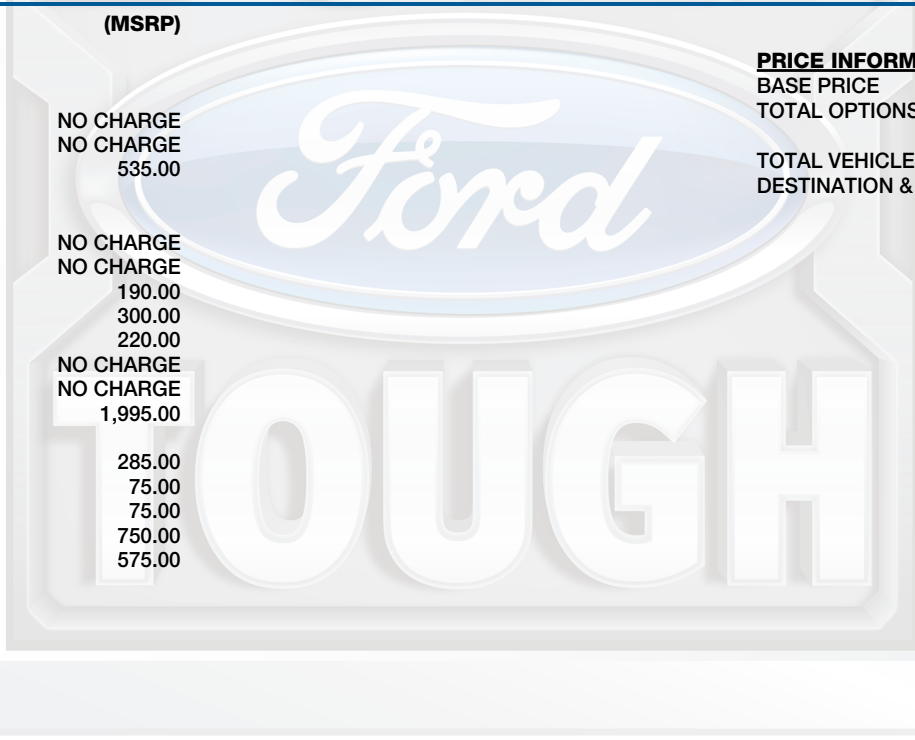 (MSRP)
NO CHARGE
NO CHARGE
535.00
NO CHARGE
NO CHARGE
190.00
300.00
220.00
NO CHARGE
NO CHARGE
1,995.00
285.00
75.00
75.00
750.00
575.00
PRICE INFORM
BASE PRICE
TOTAL OPTIONS
TOTAL VEHICLE
DESTINATION &
Ford
TOUGH